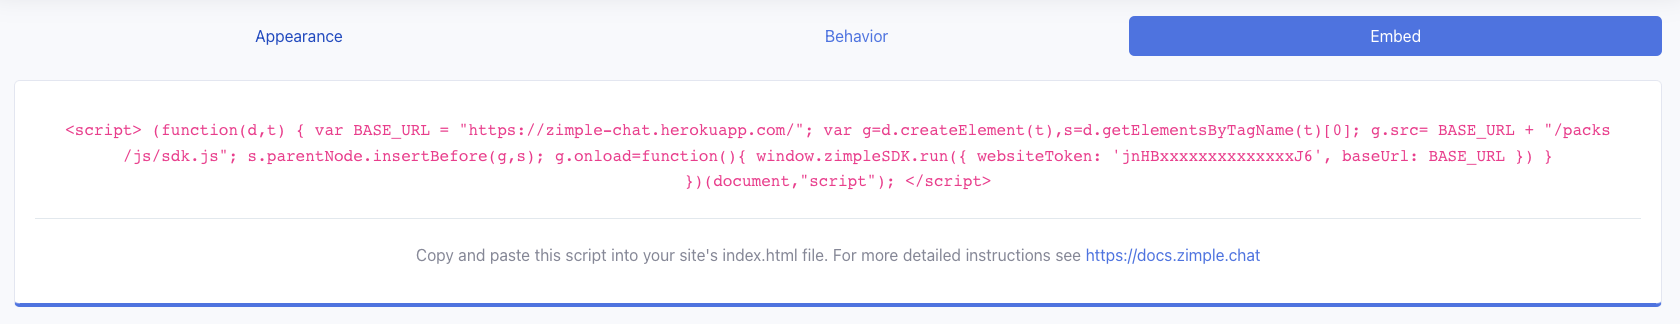 Appearance
Behavior
Embed
<script> (function(d,t) { var BASE_URL = "https://zimple-chat.herokuapp.com/"; var g=d.createElement(t),s=d.getElementsByTagName(t)[0]; g.src= BASE_URL + "/packs
/js/sdk.js"; s.parentNode.insertBefore(g,s); g.onload=function(){ window.zimpleSDK.run({ websiteToken: 'jnHBxxxxxxxxxxxxxxJ6', baseUrl: BASE_URL }) }
})(document,"script"); </script>
Copy and paste this script into your site's index.html file. For more detailed instructions see https://docs.zimple.chat